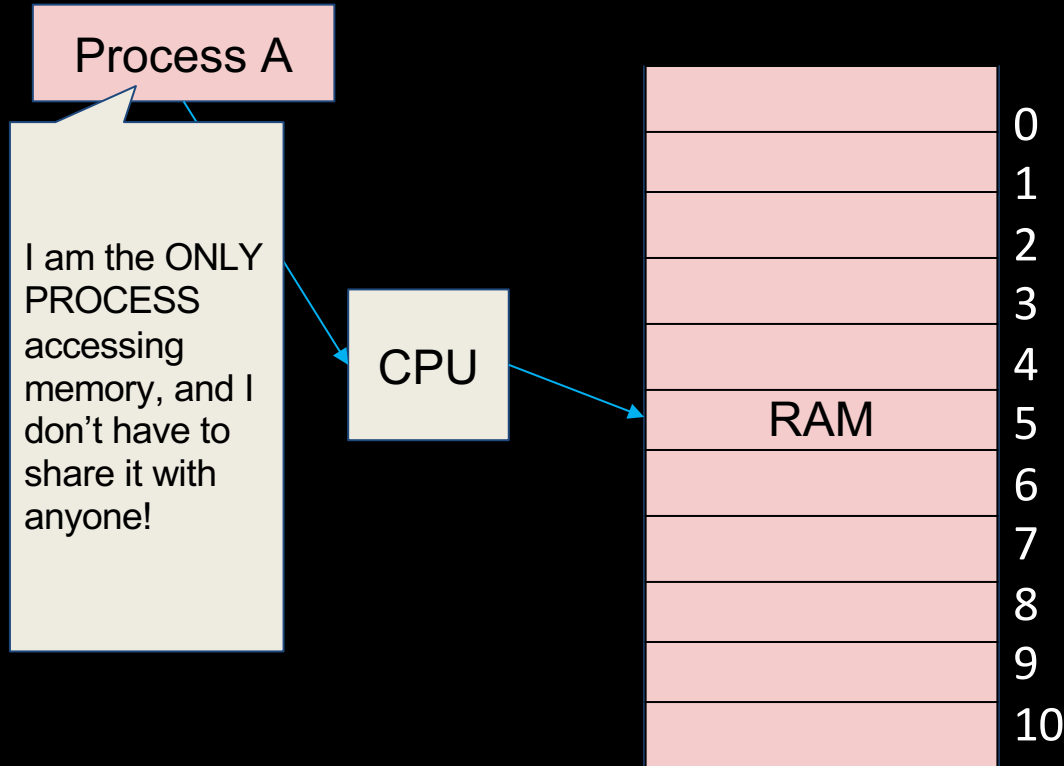 Process A
I am the ONLY
PROCESS
accessing
memory, and I
don’t have to
share it with
anyone!
CPU
RAM
0
1
2
3
4
5
6
7
8
9
10